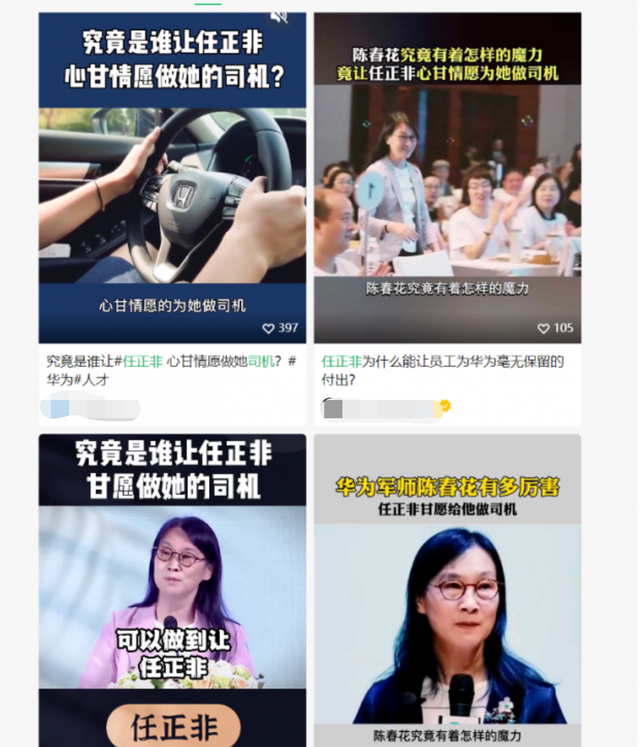 究竟是谁让任正非
心甘情愿做她的司机?
心甘情愿的为她做司机
397
究竟是谁让#任正非 心甘情愿做她司机? #
华为#人才
陈春花究竟有着怎样的魔力
竟让任正非心甘情愿为她做司机
1
陈春花究竟有着怎样的魔力
105
任正非为什么能让员工为华为毫无保留的
付出?
究竟是谁让任正非
甘愿做她的司机
可以做到让
任正非
任正非
华为军师陈春花有多厉害
任正非甘愿给他做司机
陈春花究竟有着怎样的魔力